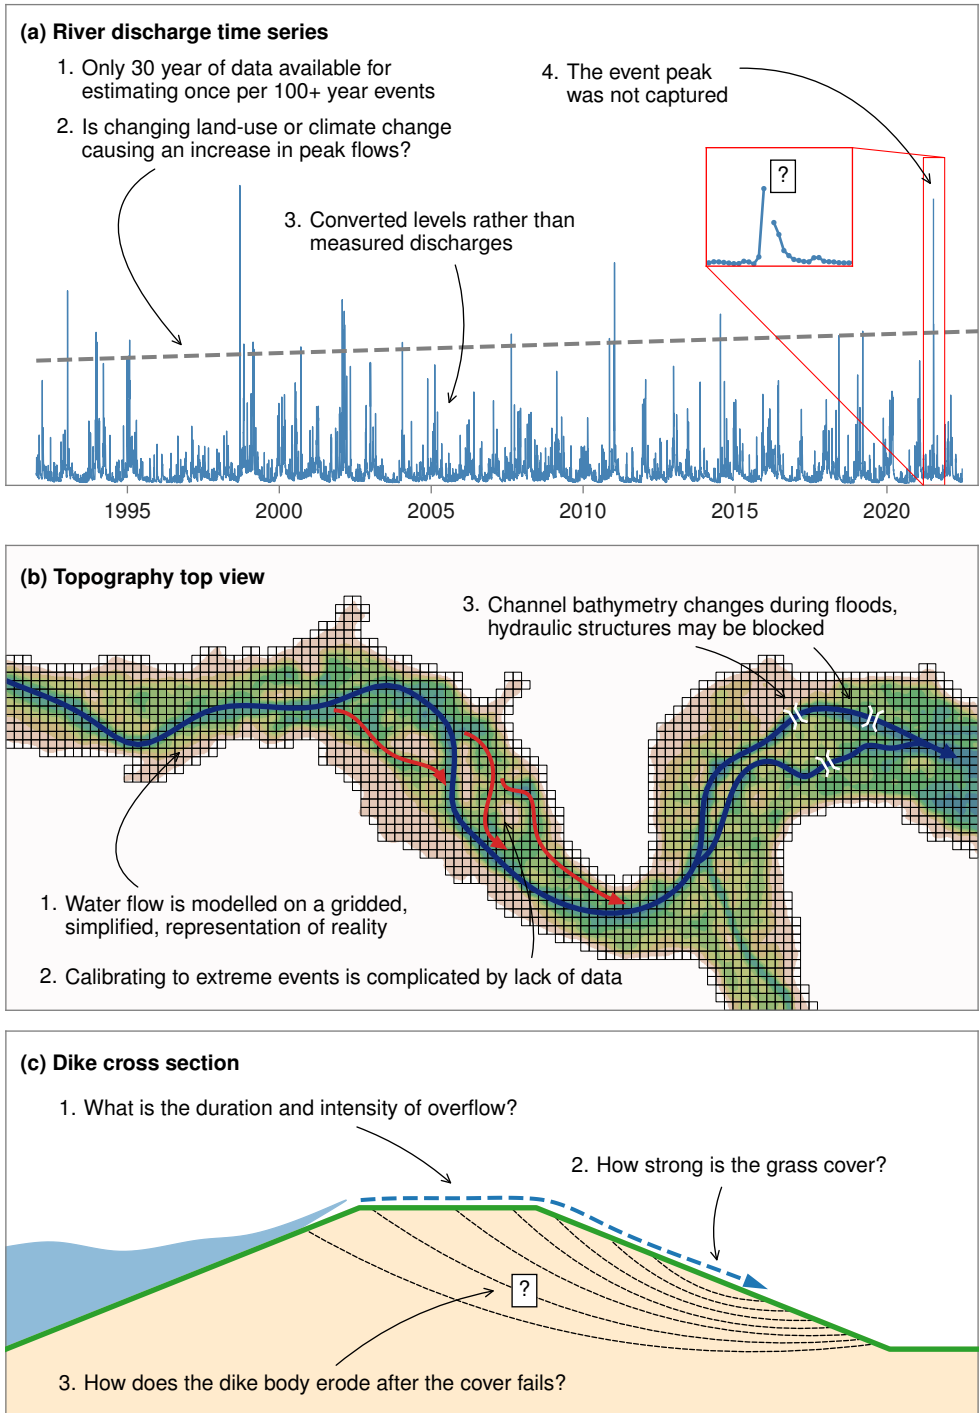 (a) River discharge time series
1. Only 30 year of data available for
estimating once per 100+ year events
2. Is changing land-use or climate change
causing an increase in peak flows?
3. Converted levels rather than
measured discharges
4. The event peak
was not captured
?
1995 2000 2005 2010 2015 2020
(b) Topography top view
3. Channel bathymetry changes during floods,
hydraulic structures may be blocked
1. Water flow is modelled on a gridded,
simplified, representation of reality
2. Calibrating to extreme events is complicated by lack of data
(c) Dike cross section
1. What is the duration and intensity of overflow?
2. How strong is the grass cover?
?
3. How does the dike body erode after the cover fails?